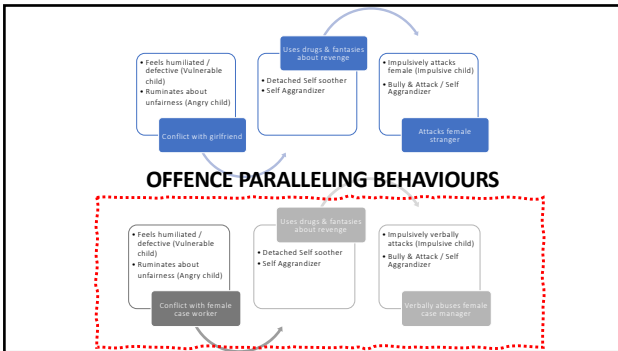 Uses drugs & fantasies
about revenge
• Feels humiliated /
defective (Vulnerable
child)
• Ruminates about
unfairness (Angry child)
Conflict with girlfriend
• Detached Self soother
• Self Aggrandizer
• Impulsively attacks
female (Impulsive child)
• Bully & Attack / Self
Aggrandizer
Attacks female
stranger
OFFENCE PARALLELING BEHAVIOURS
Uses drugs & fantasies
about revenge
• Feels humiliated /
defective (Vulnerable
child)
• Ruminates about
unfairness (Angry child)
Conflict with female
case worker
• Detached Self soother
• Self Aggrandizer
• Impulsively verbally
attacks (Impulsive child)
• Bully & Attack / Self
Aggrandizer
Verbally abuses female
case manager